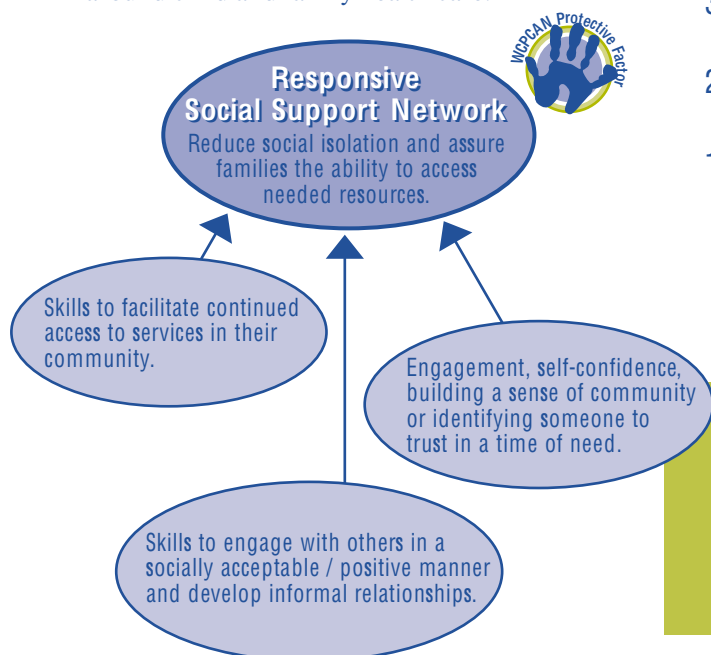 WCPCAN Protective Factor
Responsive
Social Support Network
Reduce social isolation and assure
families the ability to access
needed resources.
2
Skills to facilitate continued
access to services in their
community.
Engagement, self-confidence,
building a sense of community
or identifying someone to
trust in a time of need.
Skills to engage with others in a
socially acceptable / positive manner
and develop informal relationships.